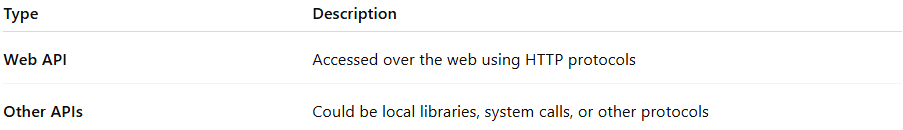 Type Description
Web API Accessed over the web using HTTP protocols
Other APIs Could be local libraries, system calls, or other protocols